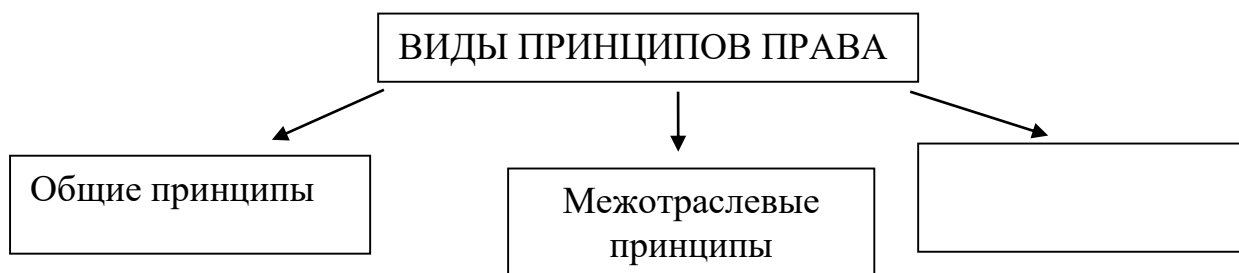 ВИДЫ ПРИНЦИПОВ ПРАВА
Общие принципы
Межотраслевые
принципы